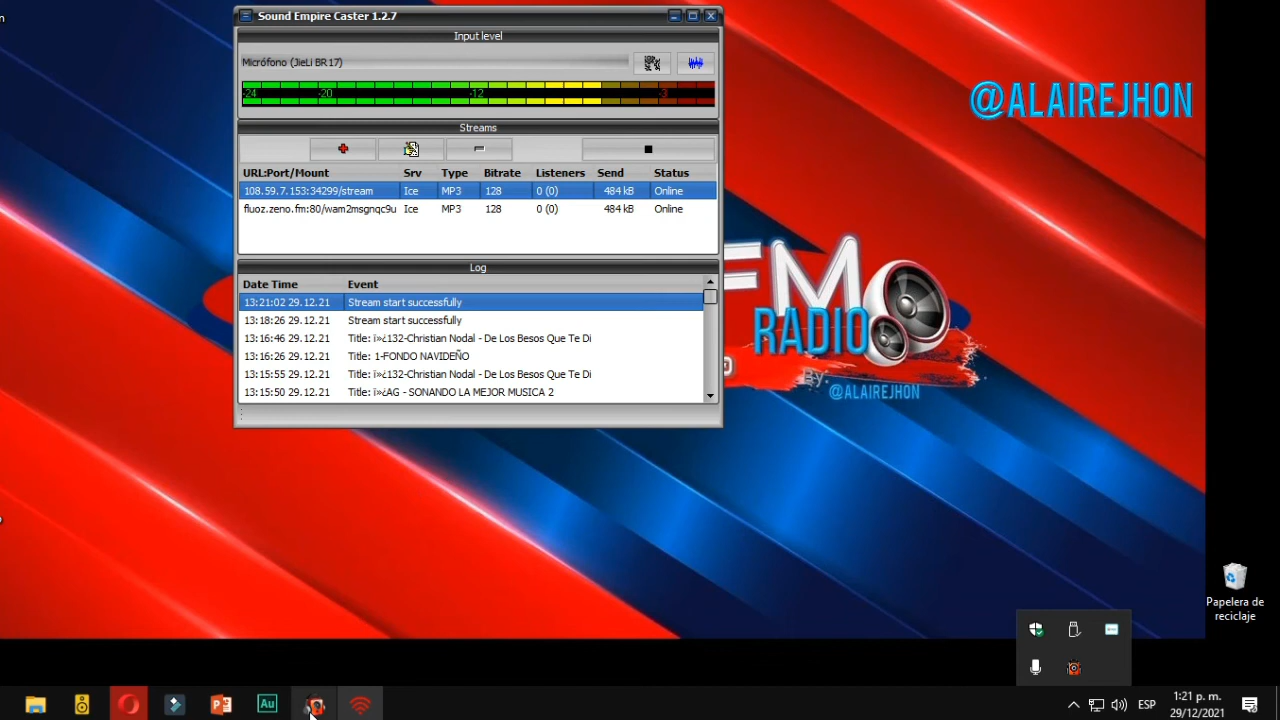 Sound Empire Caster 1.2.7
Input level
Micrófono (JieLi BR17)
-24 -20 -12 -3
Streams
URL:Port/Mount Srv Type Bitrate Listeners Send Status
108.59.7.153:34299/stream Ice MP3 128 0 (0) 484 kB Online
fluoz.zeno.fm:80/wam2msgnqc9u Ice MP3 128 0 (0) 484 kB Online
Log
Date Time Event
13:21:02 29.12.21 Stream start successfully
13:18:26 29.12.21 Stream start successfully
13:16:46 29.12.21 Title: ï»¿132-Christian Nodal - De Los Besos Que Te Di
13:16:26 29.12.21 Title: 1-FONDO NAVIDEÑO
13:15:55 29.12.21 Title: ï»¿132-Christian Nodal - De Los Besos Que Te Di
13:15:50 29.12.21 Title: ï»¿AG - SONANDO LA MEJOR MUSICA 2
@ALAIREJHON
FM
RADIO
By:
@ALAIREJHON
Papelera de
reciclaje
Au
ESP
1:21 p. m.
29/12/2021